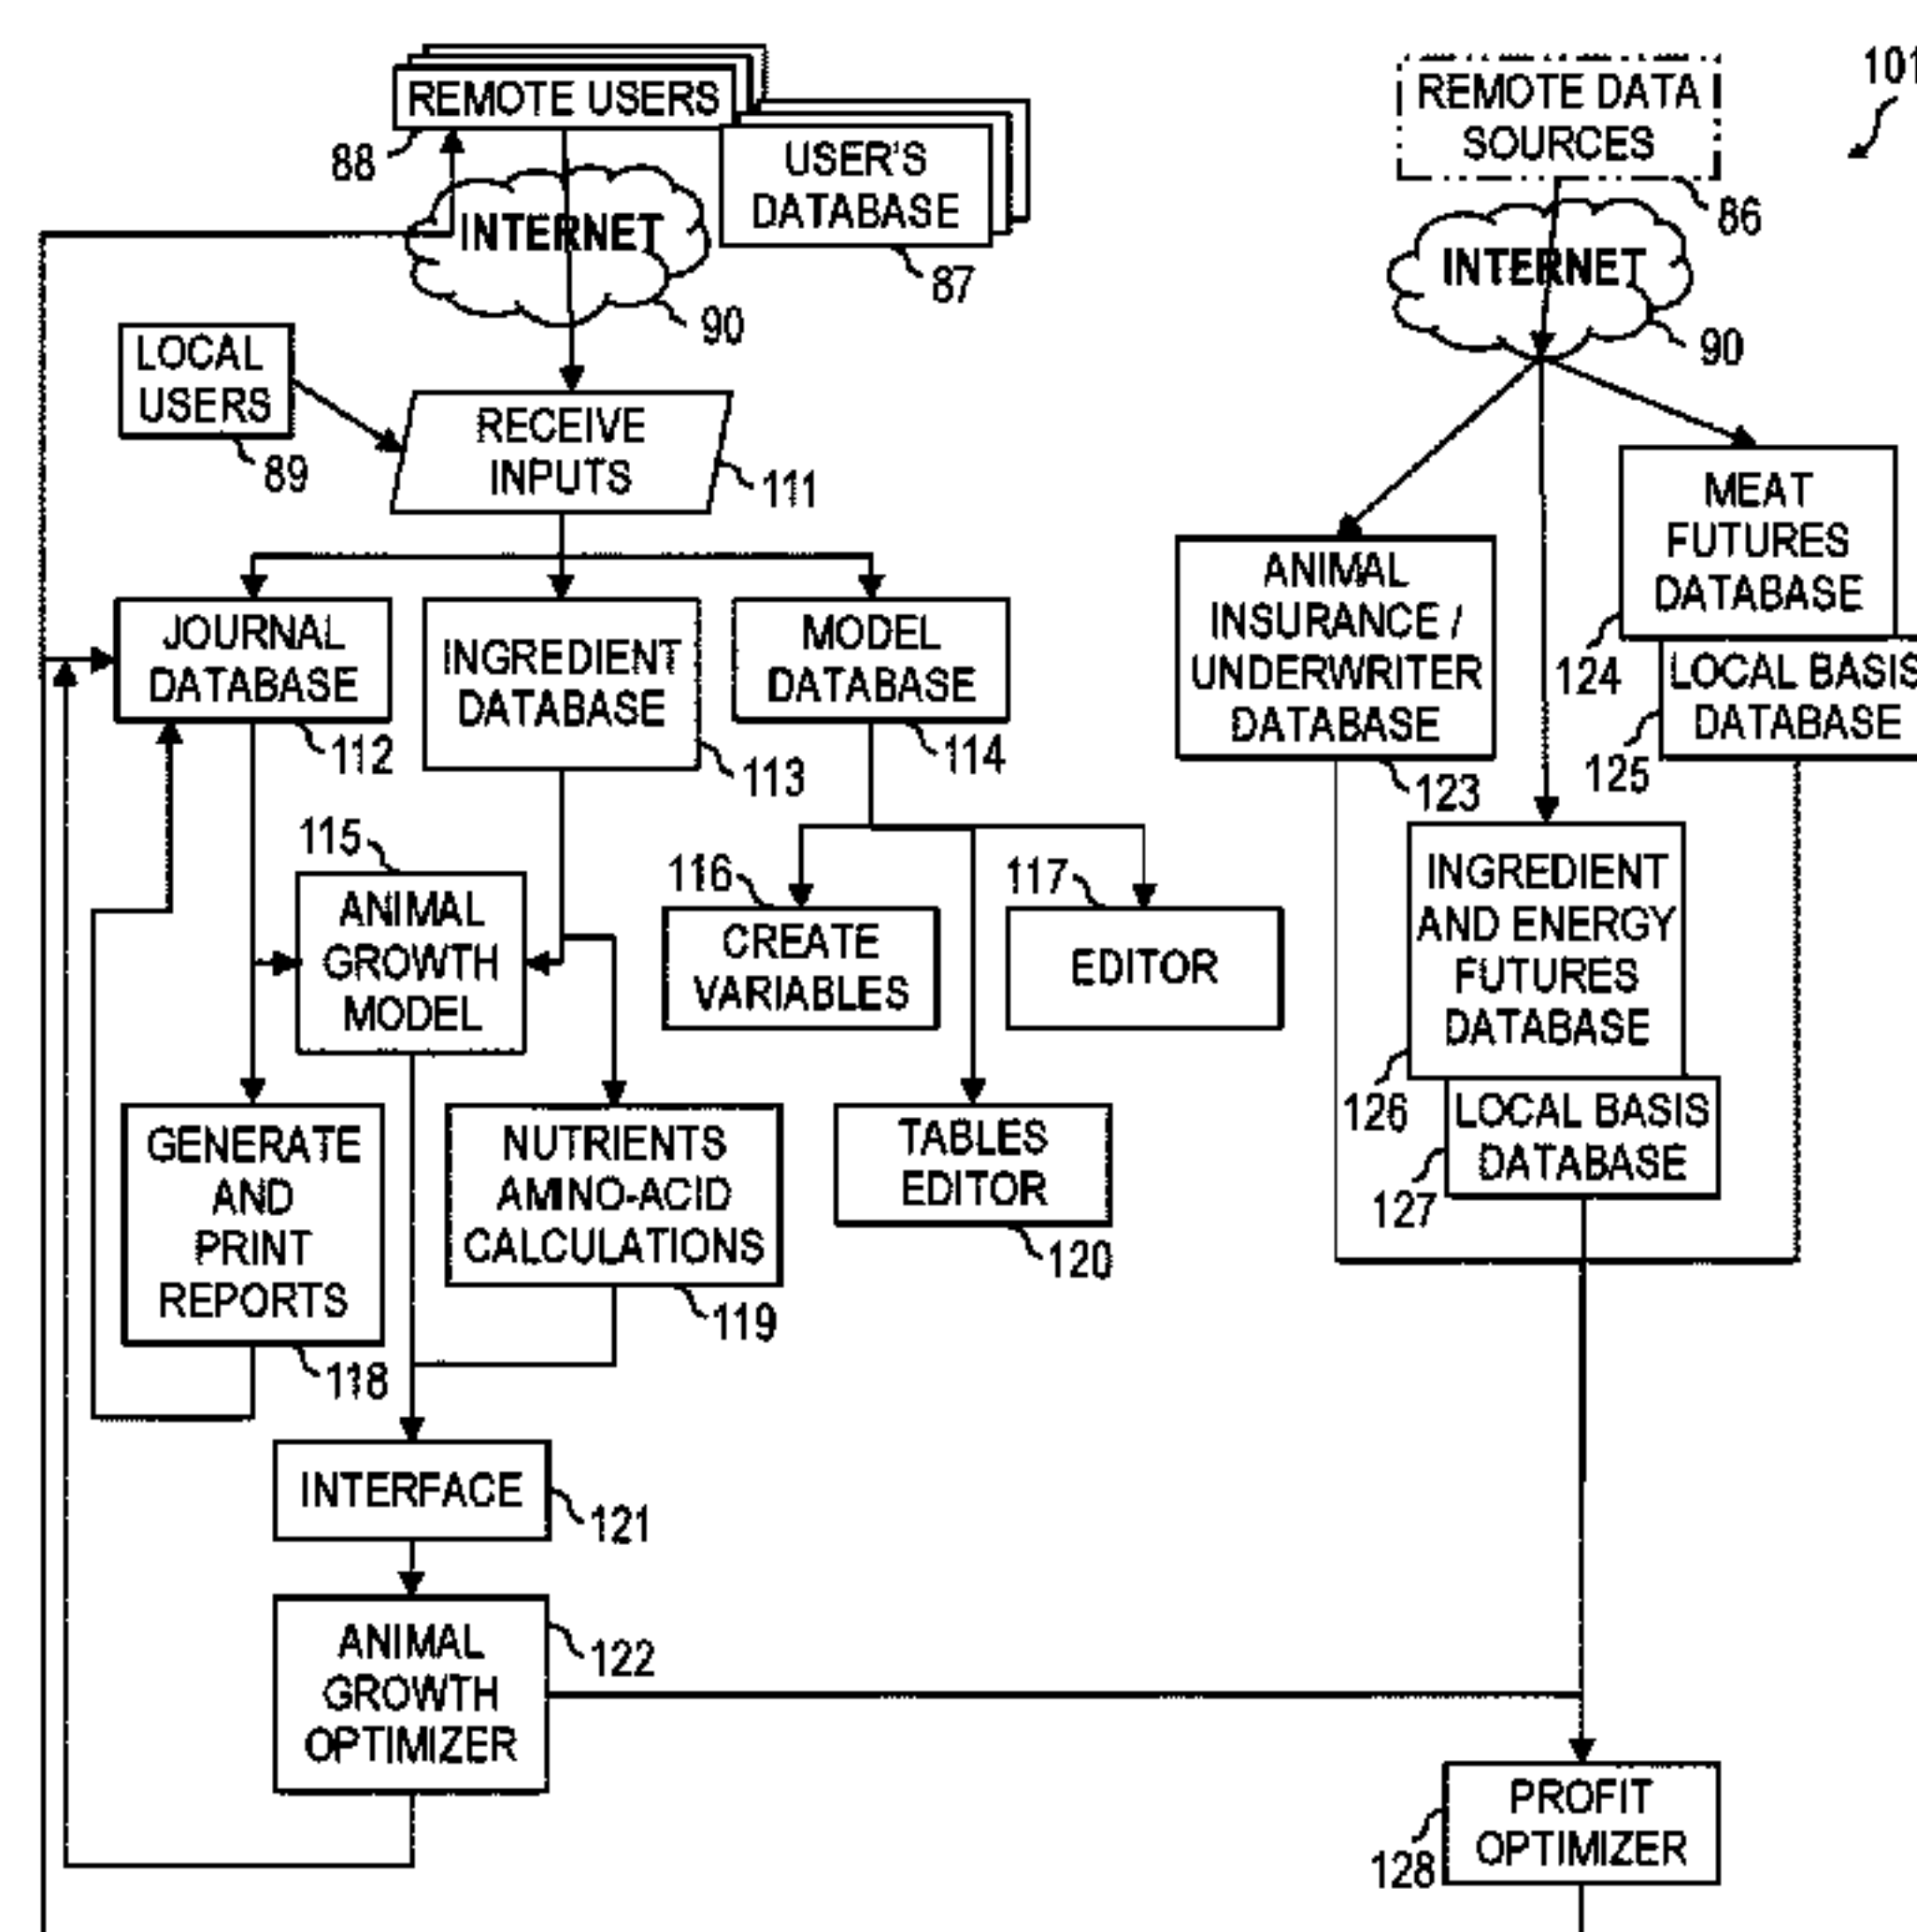 REMOTE USERS
88
USER'S
DATABASE
87
INTERNET
90
REMOTE DATA
SOURCES
86
101
INTERNET
90
LOCAL
USERS
89
RECEIVE
INPUTS
111
JOURNAL
DATABASE
112
INGREDIENT
DATABASE
113
MODEL
DATABASE
114
ANIMAL
INSURANCE /
UNDERWRITER
DATABASE
123
MEAT
FUTURES
DATABASE
124
LOCAL BASIS
DATABASE
125
115
ANIMAL
GROWTH
MODEL
116
CREATE
VARIABLES
117
EDITOR
INGREDIENT
AND ENERGY
FUTURES
DATABASE
126
LOCAL BASIS
DATABASE
127
GENERATE
AND
PRINT
REPORTS
118
NUTRIENTS
AMINO-ACID
CALCULATIONS
119
TABLES
EDITOR
120
INTERFACE
121
ANIMAL
GROWTH
OPTIMIZER
122
PROFIT
OPTIMIZER
128